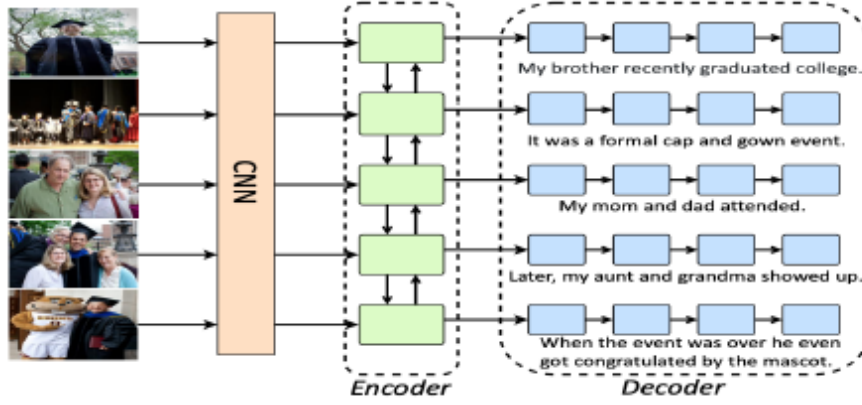 CNN
My brother recently graduated college.
It was a formal cap and gown event.
My mom and dad attended.
Later, my aunt and grandma showed up.
When the event was over he even
got congratulated by the mascot.
Encoder
Decoder